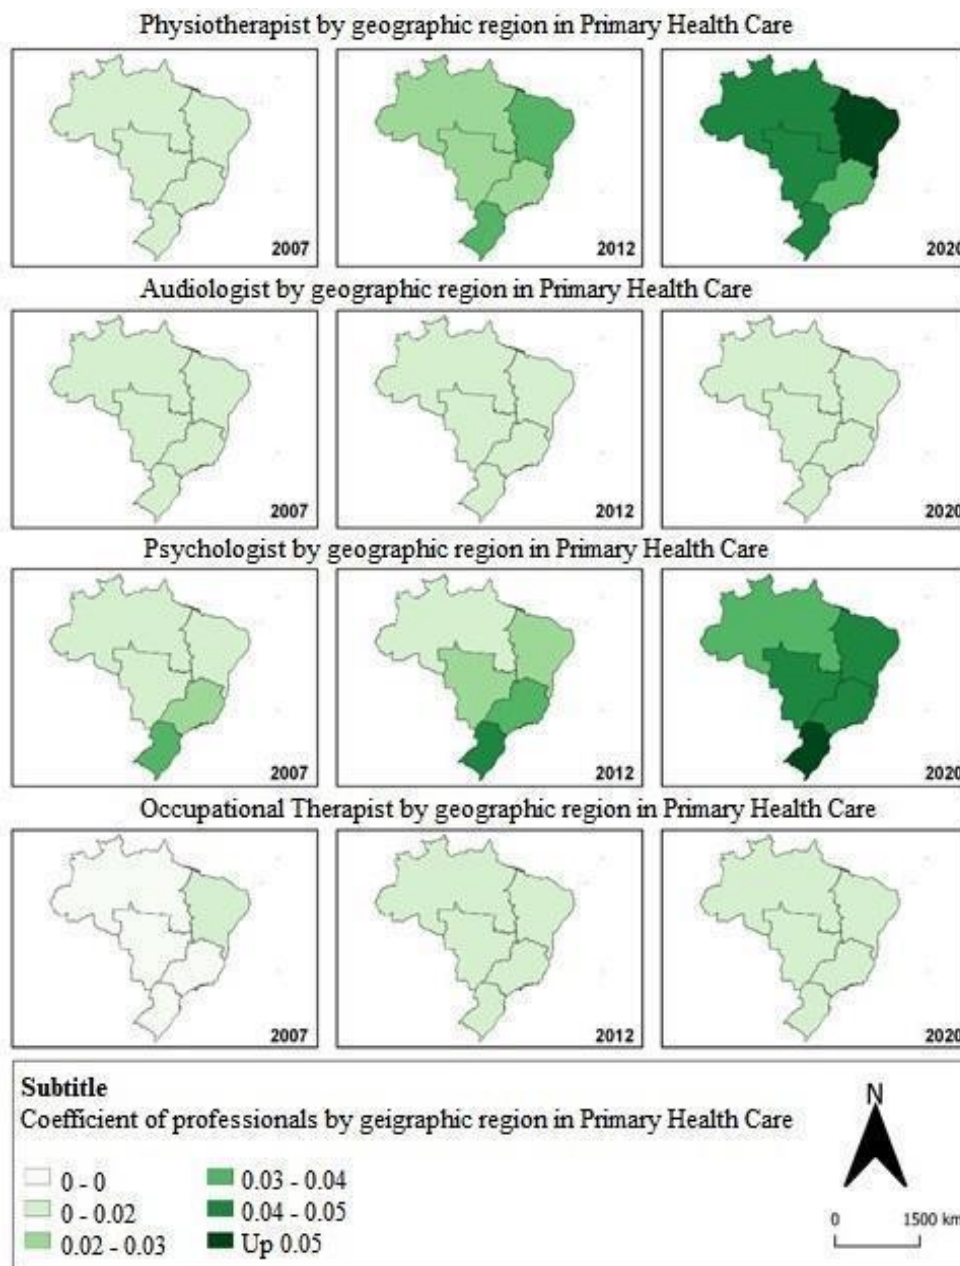 Physiotherapist by geographic region in Primary Health Care
2007
2012
2020
Audiologist by geographic region in Primary Health Care
2007
2012
2020
Psychologist by geographic region in Primary Health Care
2007
2012
2020
Occupational Therapist by geographic region in Primary Health Care
2007
2012
2020
Subtitle
Coefficient of professionals by geigraphic region in Primary Health Care
N
0 - 0
0.03 - 0.04
0 - 0.02
0.04 - 0.05
0.02 - 0.03
Up 0.05
0 1500 km